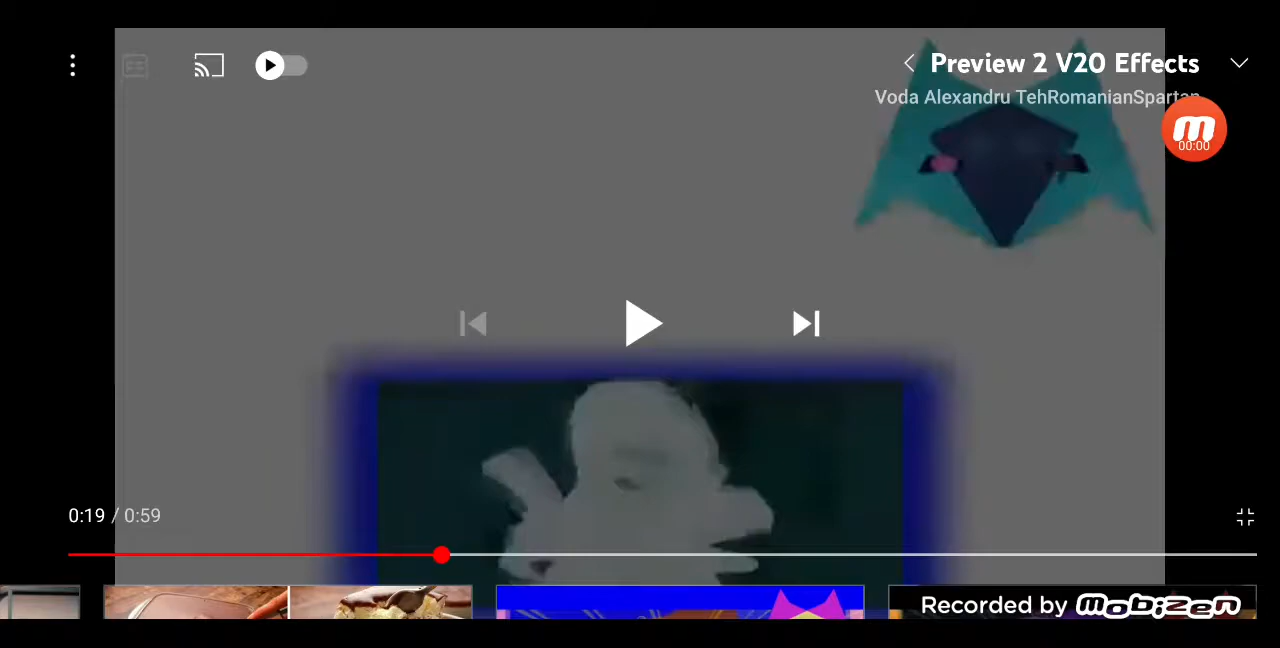 Preview 2 V20 Effects
Voda Alexandru TehRomanianSpartan
00:00
0:19 / 0:59
Recorded by mobizen